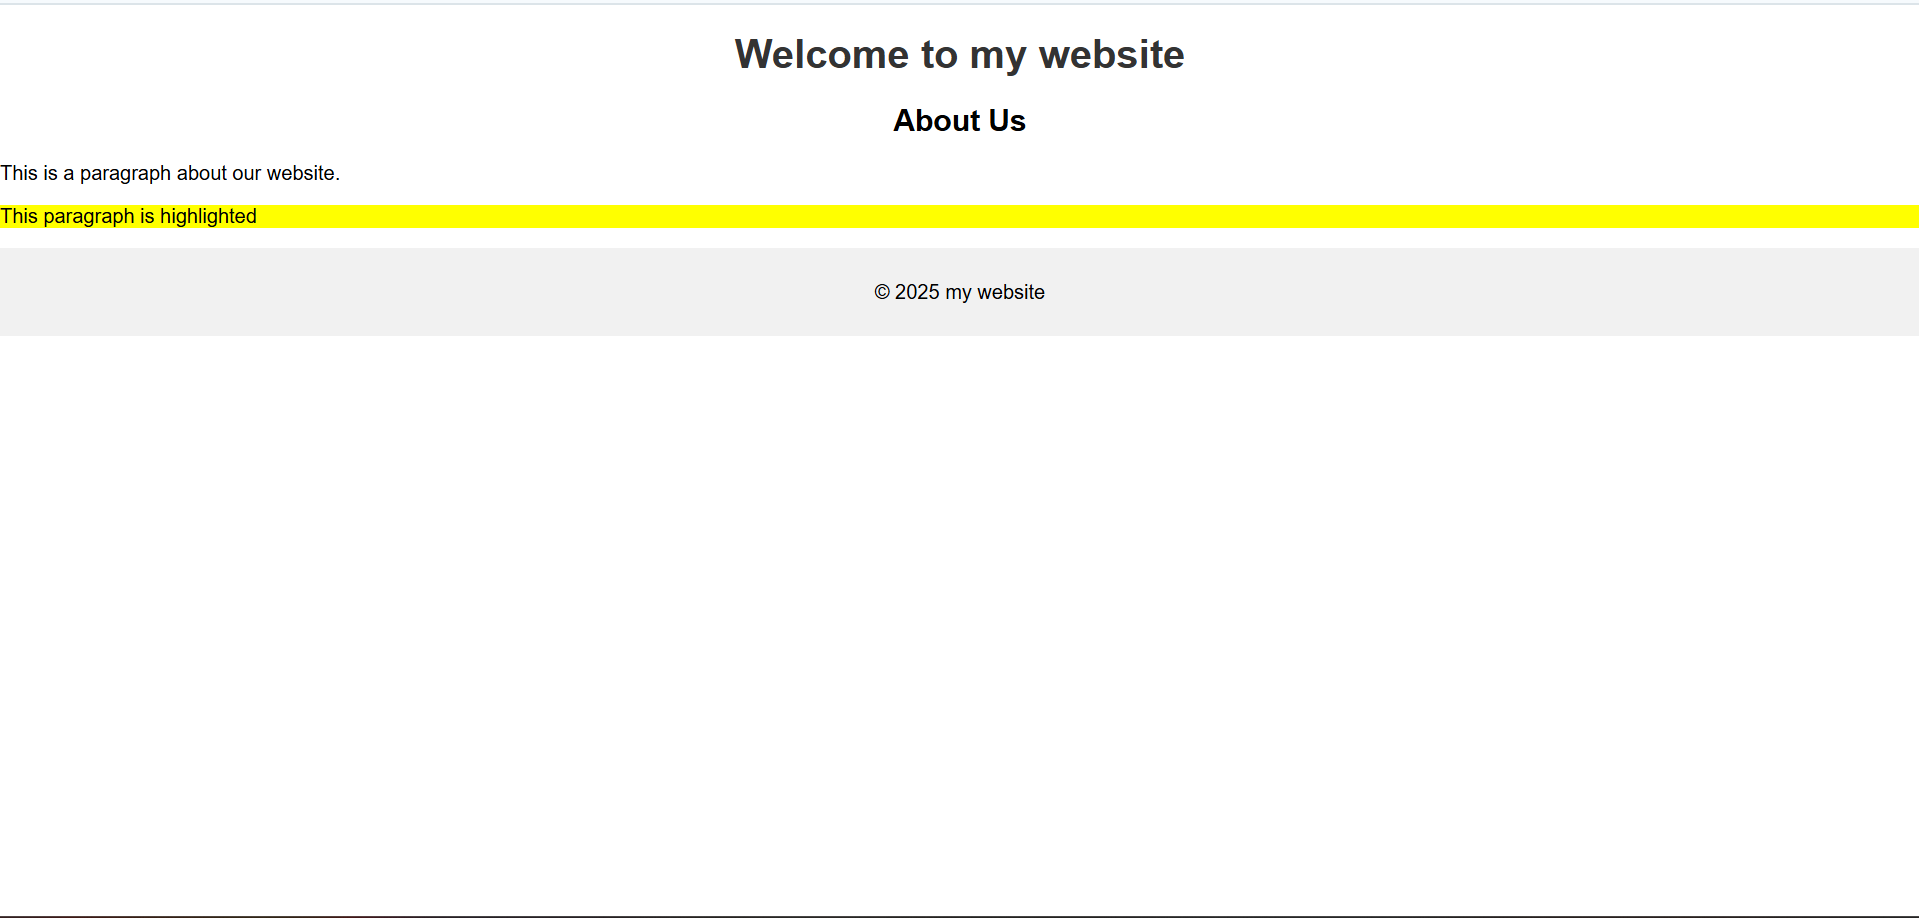 Welcome to my website
About Us
This is a paragraph about our website.
This paragraph is highlighted
© 2025 my website